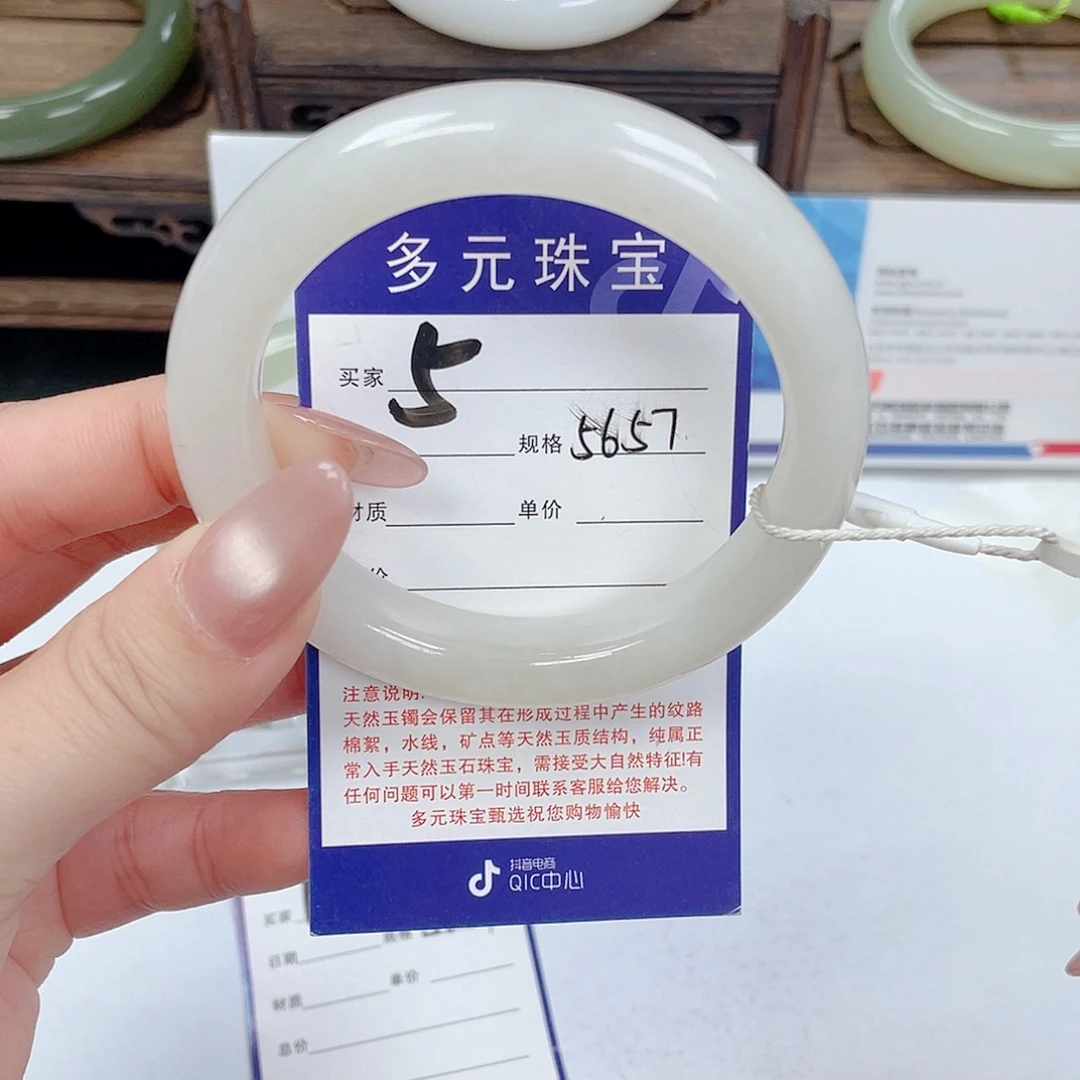 多元珠宝
买家 5
规格 5657
材质 单价
价
注意说明:
天然玉镯会保留其在形成过程中产生的纹路
棉絮，水线，矿点等天然玉质结构，纯属正
常入手天然玉石珠宝，需接受大自然特征!有
任何问题可以第一时间联系客服给您解决。
多元珠宝甄选祝您购物愉快
抖音电商
QIC中心
买家
日期 规格
材质 单价
总价